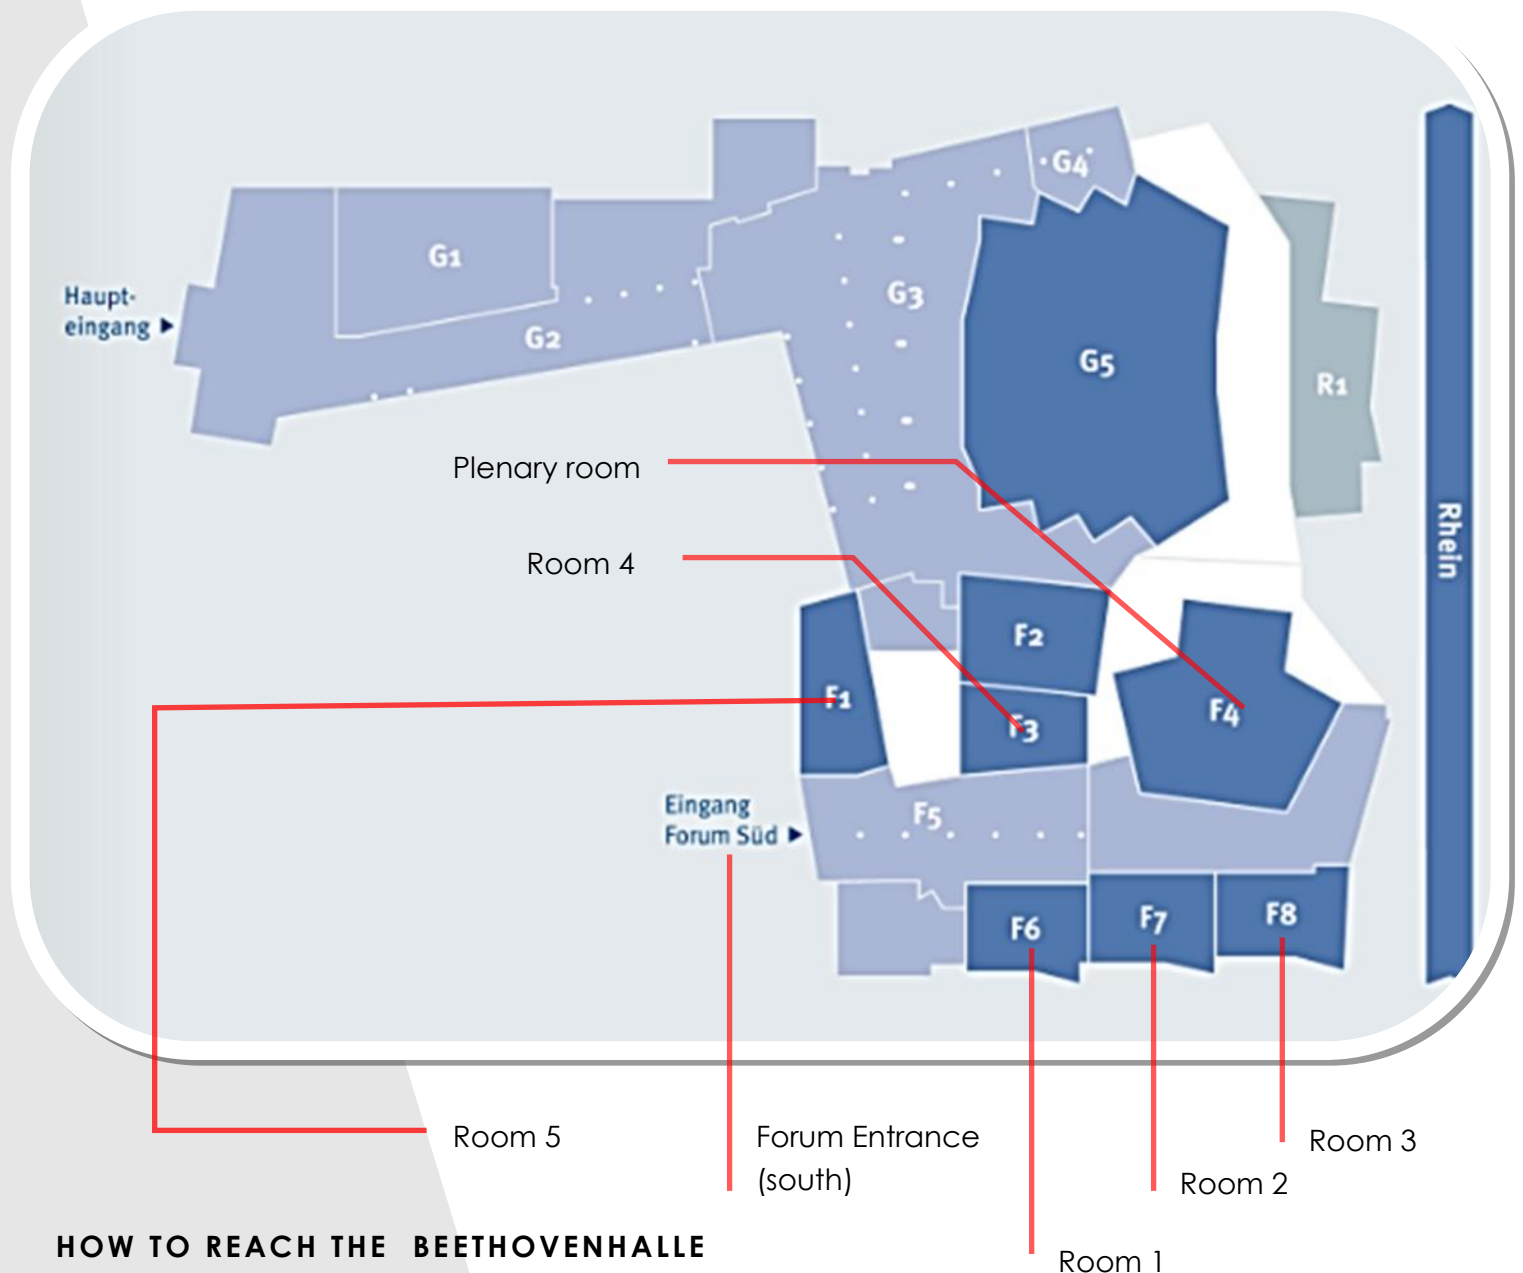 G4
G1
Haupt-
eingang
G3
G2
G5
R1
Plenary room
Rhein
Room 4
F2
F1
F3
F4
Eingang
Forum Süd
F5
F6
F7
F8
Room 5
Forum Entrance
(south)
Room 3
Room 2
HOW TO REACH THE BEETHOVENHALLE
Room 1